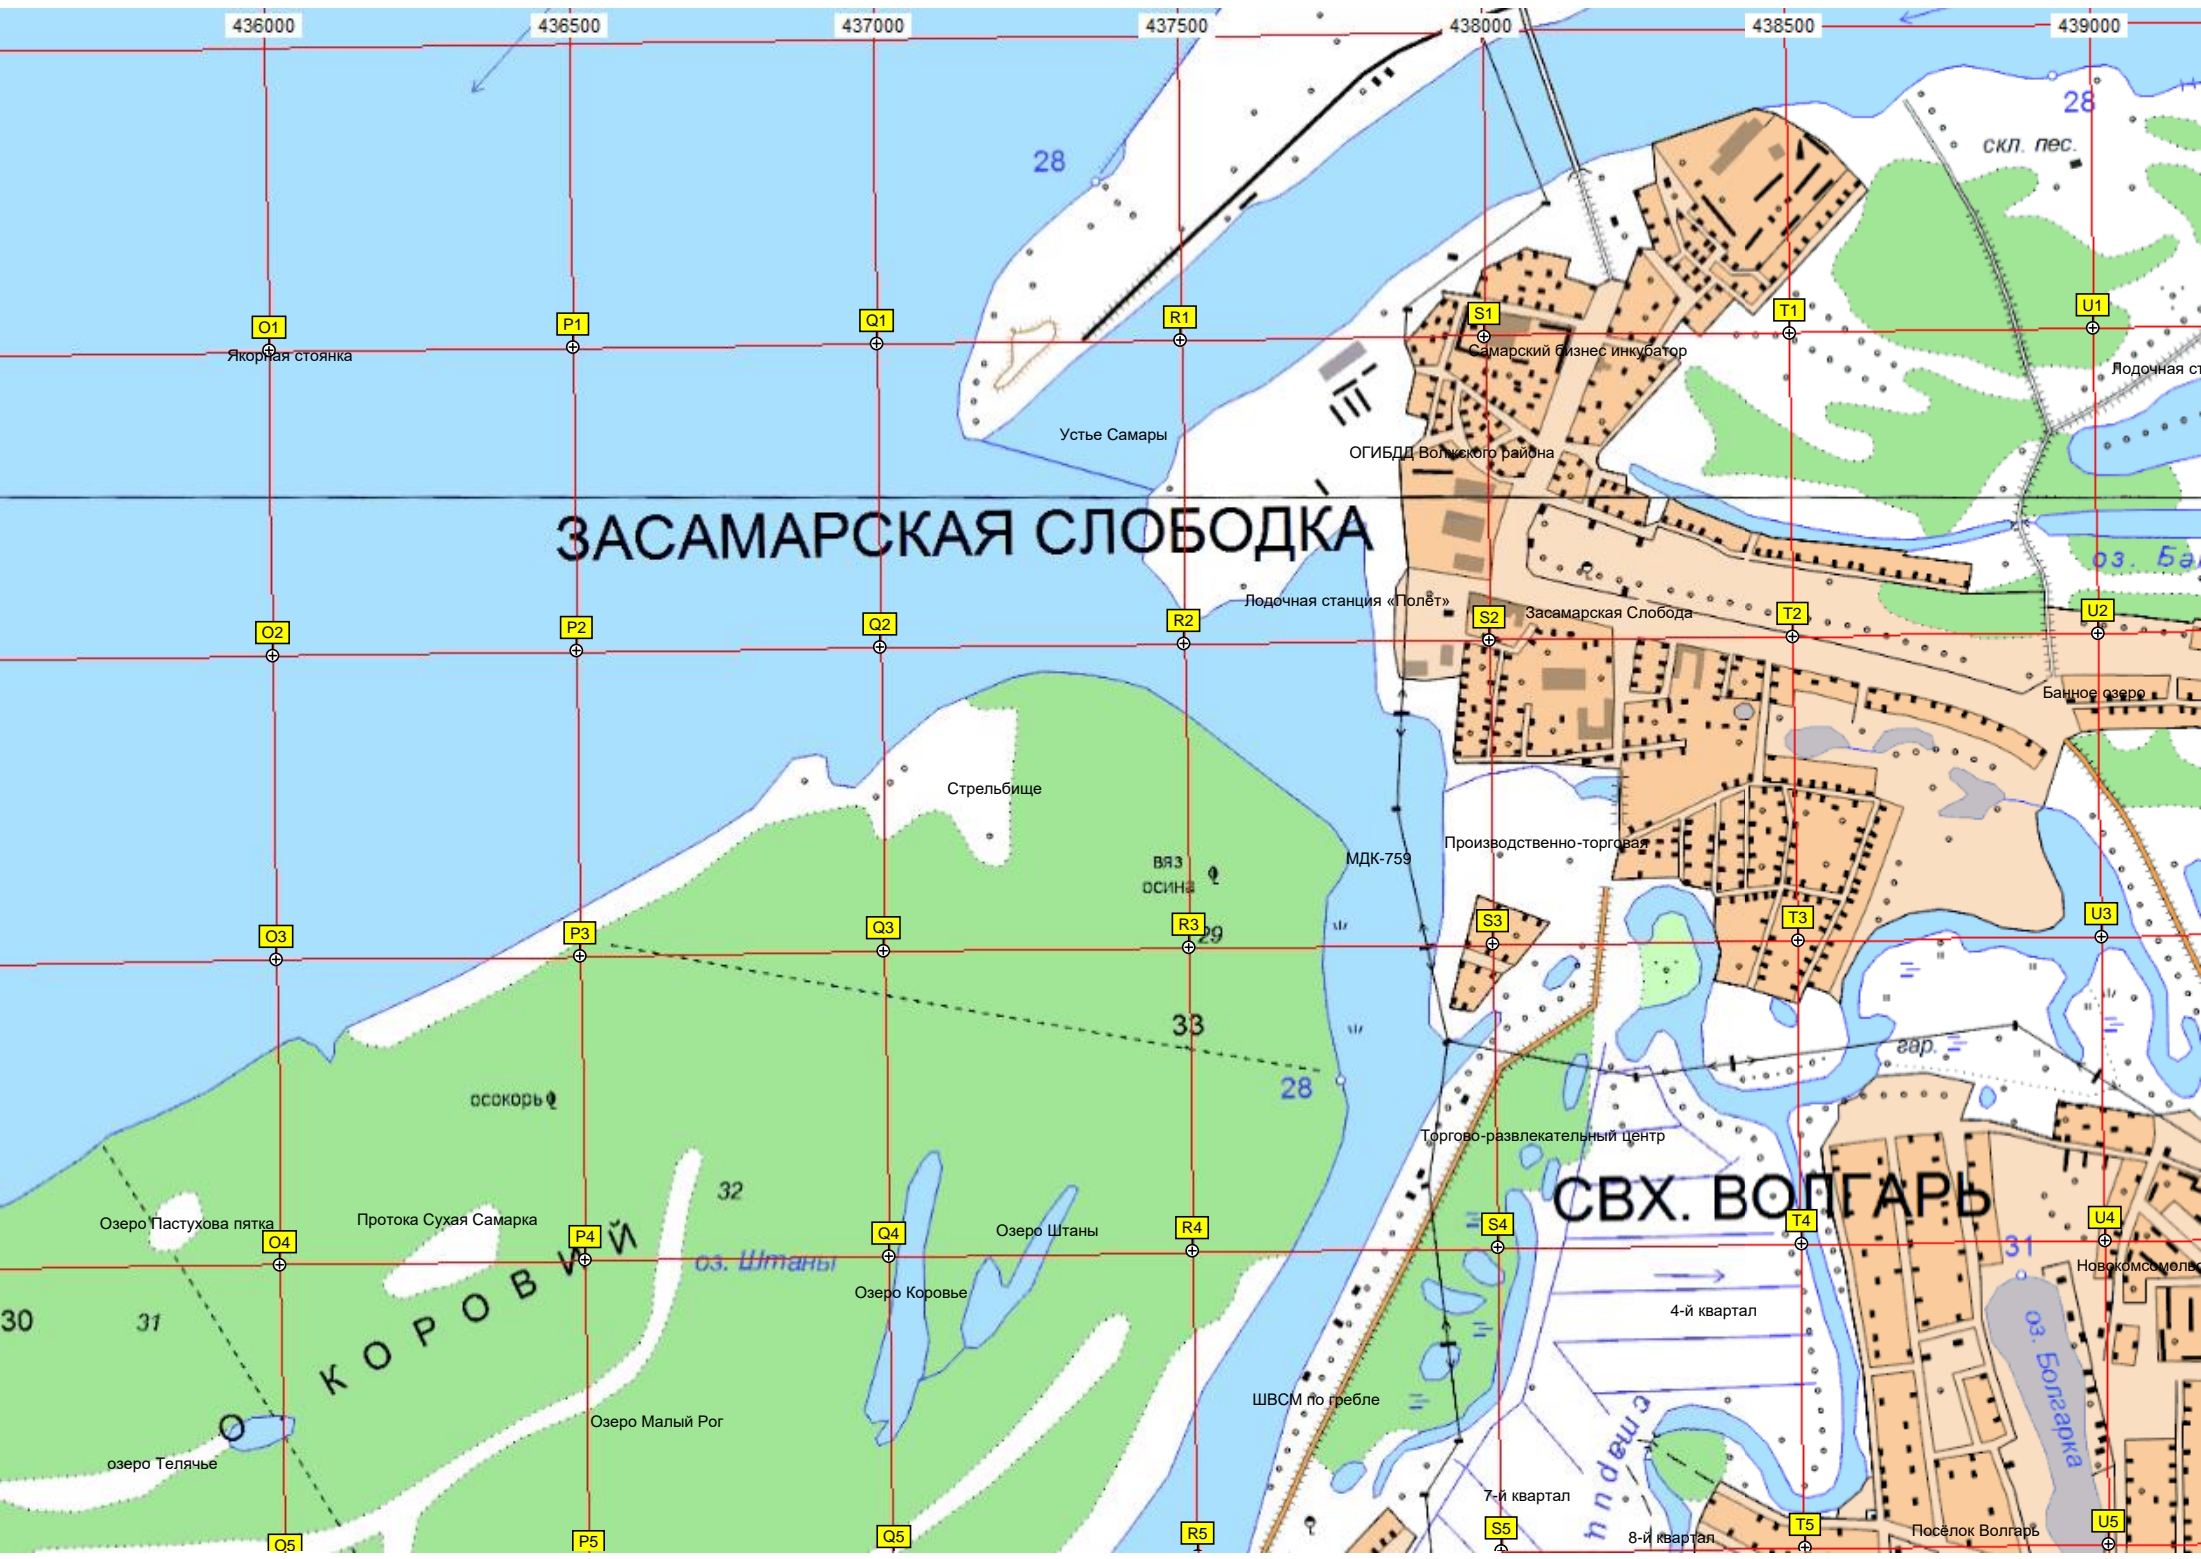 436000 436500 437000 437500 438000 438500 439000
28
28
скл. пес.
O1 P1 Q1 R1 S1 T1 U1
Якорная стоянка
Самарский бизнес инкубатор
Лодочная ст
Устье Самары
ОГИБДД Волжского района
ЗАСАМАРСКАЯ СЛОБОДКА
оз. Ба
Лодочная станция «Полёт»
Засамарская Слобода
O2 P2 Q2 R2 S2 T2 U2
Банное озеро
Стрельбище
Производственно-торговая
МДК-759
вяз
осина
O3 P3 Q3 R3 S3 T3 U3
29
33
гар.
28
осокорь
Торгово-развлекательный центр
32
СВХ. ВОЛГАРЬ
Озеро Пастухова пятка
Протока Сухая Самарка
Озеро Штаны
O4 P4 Q4 R4 S4 T4 U4
31
оз. Штаны
Новокомсомоль
Озеро Коровье
4-й квартал
30
31
О КОРОВИЙ
оз. Болгарка
ШВСМ по гребле
Озеро Малый Рог
стариц
озеро Телячье
7-й квартал
8-й квартал
Посёлок Волгарь
O5 P5 Q5 R5 S5 T5 U5